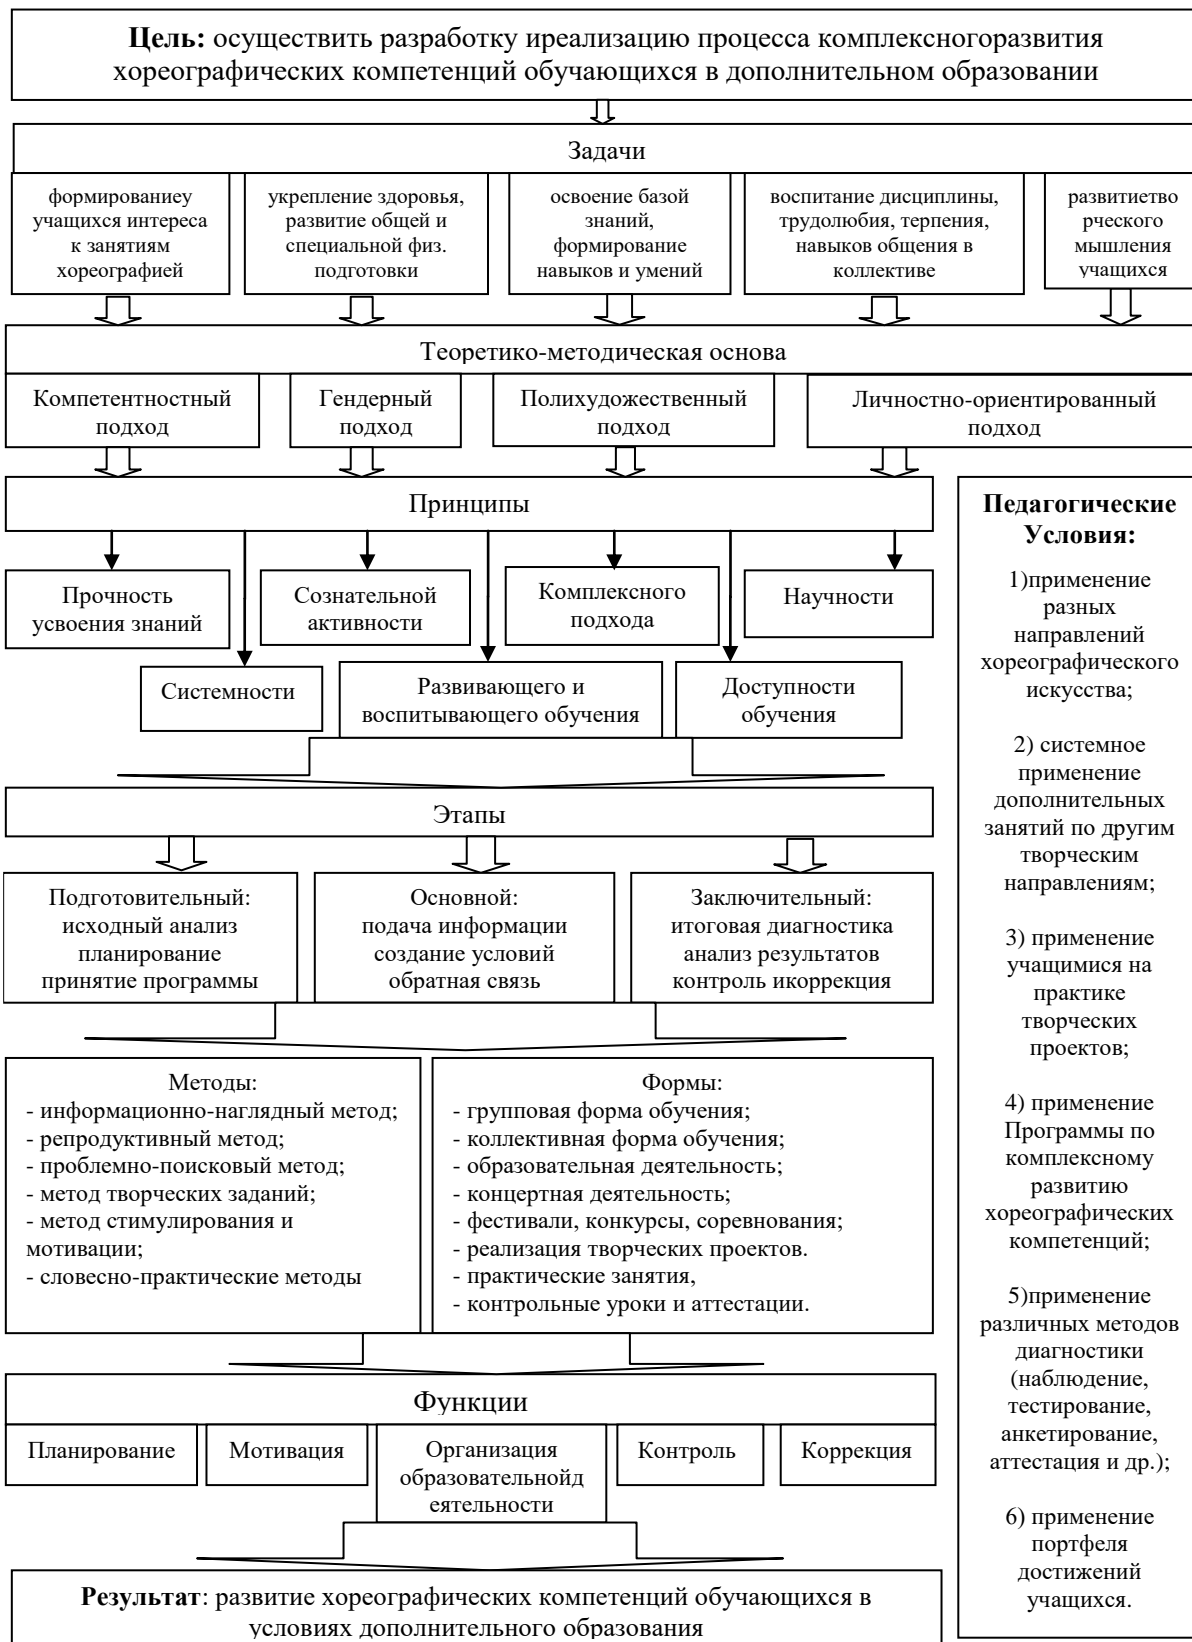 Цель: осуществить разработку иреализацию процесса комплексногоразвития
хореографических компетенций обучающихся в дополнительном образовании
Задачи
формированиеу
учащихся интереса
к занятиям
хореографией
укрепление здоровья,
развитие общей и
специальной физ.
подготовки
освоение базой
знаний,
формирование
навыков и умений
воспитание дисциплины,
трудолюбия, терпения,
навыков общения в
коллективе
развитиетво
рческого
мышления
учащихся
Теоретико-методическая основа
Компетентностный
подход
Гендерный
подход
Полихудожественный
подход
Личностно-ориентированный
подход
Принципы
Прочность
усвоения знаний
Сознательной
активности
Комплексного
подхода
Научности
Системности
Развивающего и
воспитывающего обучения
Доступности
обучения
Этапы
Подготовительный:
исходный анализ
планирование
принятие программы
Основной:
подача информации
создание условий
обратная связь
Заключительный:
итоговая диагностика
анализ результатов
контроль икоррекция
Методы:
- информационно-наглядный метод;
- репродуктивный метод;
- проблемно-поисковый метод;
- метод творческих заданий;
- метод стимулирования и
мотивации;
- словесно-практические методы
Формы:
- групповая форма обучения;
- коллективная форма обучения;
- образовательная деятельность;
- концертная деятельность;
- фестивали, конкурсы, соревнования;
- реализация творческих проектов.
- практические занятия,
- контрольные уроки и аттестации.
Функции
Планирование
Мотивация
Организация
образовательнойд
еятельности
Контроль
Коррекция
Результат: развитие хореографических компетенций обучающихся в
условиях дополнительного образования
Педагогические
Условия:
1)применение
разных
направлений
хореографического
искусства;
2) системное
применение
дополнительных
занятий по другим
творческим
направлениям;
3) применение
учащимися на
практике
творческих
проектов;
4) применение
Программы по
комплексному
развитию
хореографических
компетенций;
5)применение
различных методов
диагностики
(наблюдение,
тестирование,
анкетирование,
аттестация и др.);
6) применение
портфеля
достижений
учащихся.